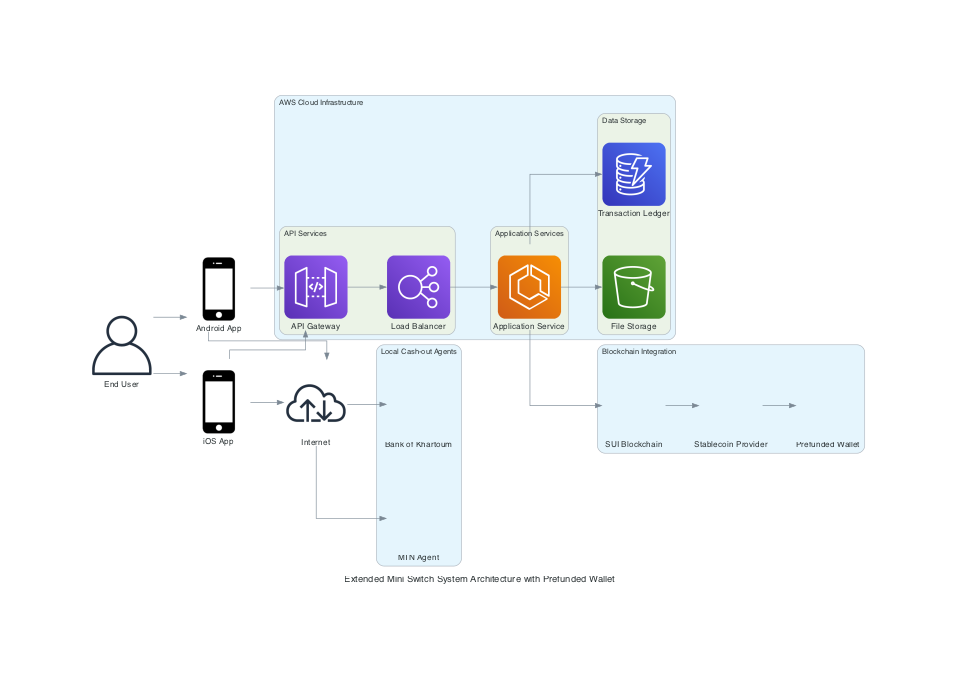 AWS Cloud Infrastructure
Data Storage
Transaction Ledger
API Services
Application Services
API Gateway
Load Balancer
Application Service
File Storage
Android App
End User
iOS App
Internet
Local Cash-out Agents
Bank of Khartoum
MIN Agent
Blockchain Integration
SUI Blockchain
Stablecoin Provider
Prefunded Wallet
Extended Mini Switch System Architecture with Prefunded Wallet